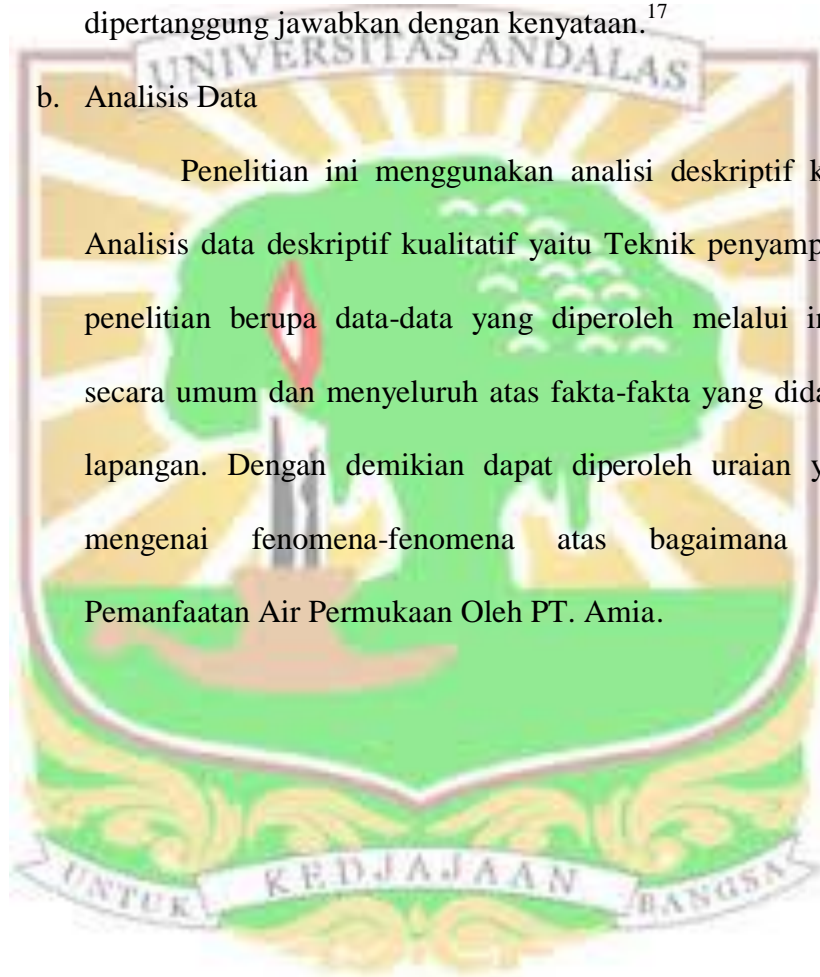 dipertanggung jawabkan dengan kenyataan.17
UNIVERSITAS ANDALAS
b. Analisis Data
Penelitian ini menggunakan analisi deskriptif k
Analisis data deskriptif kualitatif yaitu Teknik penyamp
penelitian berupa data-data yang diperoleh melalui i
secara umum dan menyeluruh atas fakta-fakta yang dida
lapangan. Dengan demikian dapat diperoleh uraian y
mengenai fenomena-fenomena atas bagaimana
Pemanfaatan Air Permukaan Oleh PT. Amia.
UNTUK KEDJAJAAN BANGSA